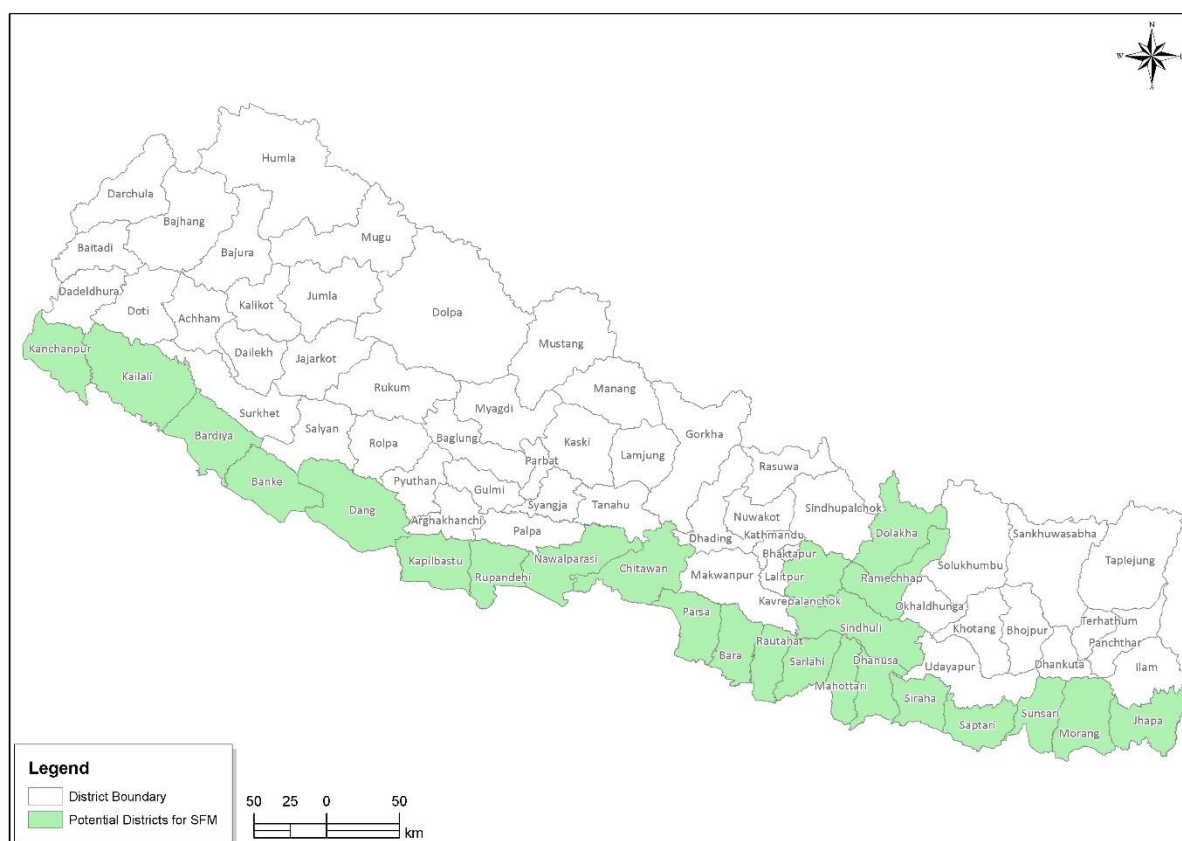 N
W
S
Humla
Darchula
Bajhang
Mugu
Baitadi
Bajura
Dadeldhura
Jumla
Kalikot
Doti
Achham
Dolpa
Mustang
Kanchanpur
Dailekh
Jajarkot
Kailali
Rukum
Manang
Myagdi
Surkhet
Salyan
Gorkha
Bardiya
Rolpa
Baglung
Kaski
Lamjung
Parbat
Rasuwa
Banke
Pyuthan
Gulmi
Syangja
Tanahu
Sindhupalchok
Dang
Arghakhanchi
Nuwakot
Palpa
Dhading
Kathmandu
Dolakha
Sankhuwasabha
Bhaktapur
Taplejung
Kapilbastu
Rupandehi
Nawalparasi
Chitawan
Makwanpur
Lalitpur
Ramechhap
Solukhumbu
Kavrepalanchok
Okhaldhunga
Parsa
Sindhuli
Khotang
Bhojpur
Terhathum
Rautahat
Panchthar
Bara
Sarlahi
Dhanusa
Udayapur
Dhankuta
Ilam
Mahottari
Siraha
Saptari
Sunsari
Morang
Jhapa
Legend
District Boundary
Potential Districts for SFM
50 25 0 50
km